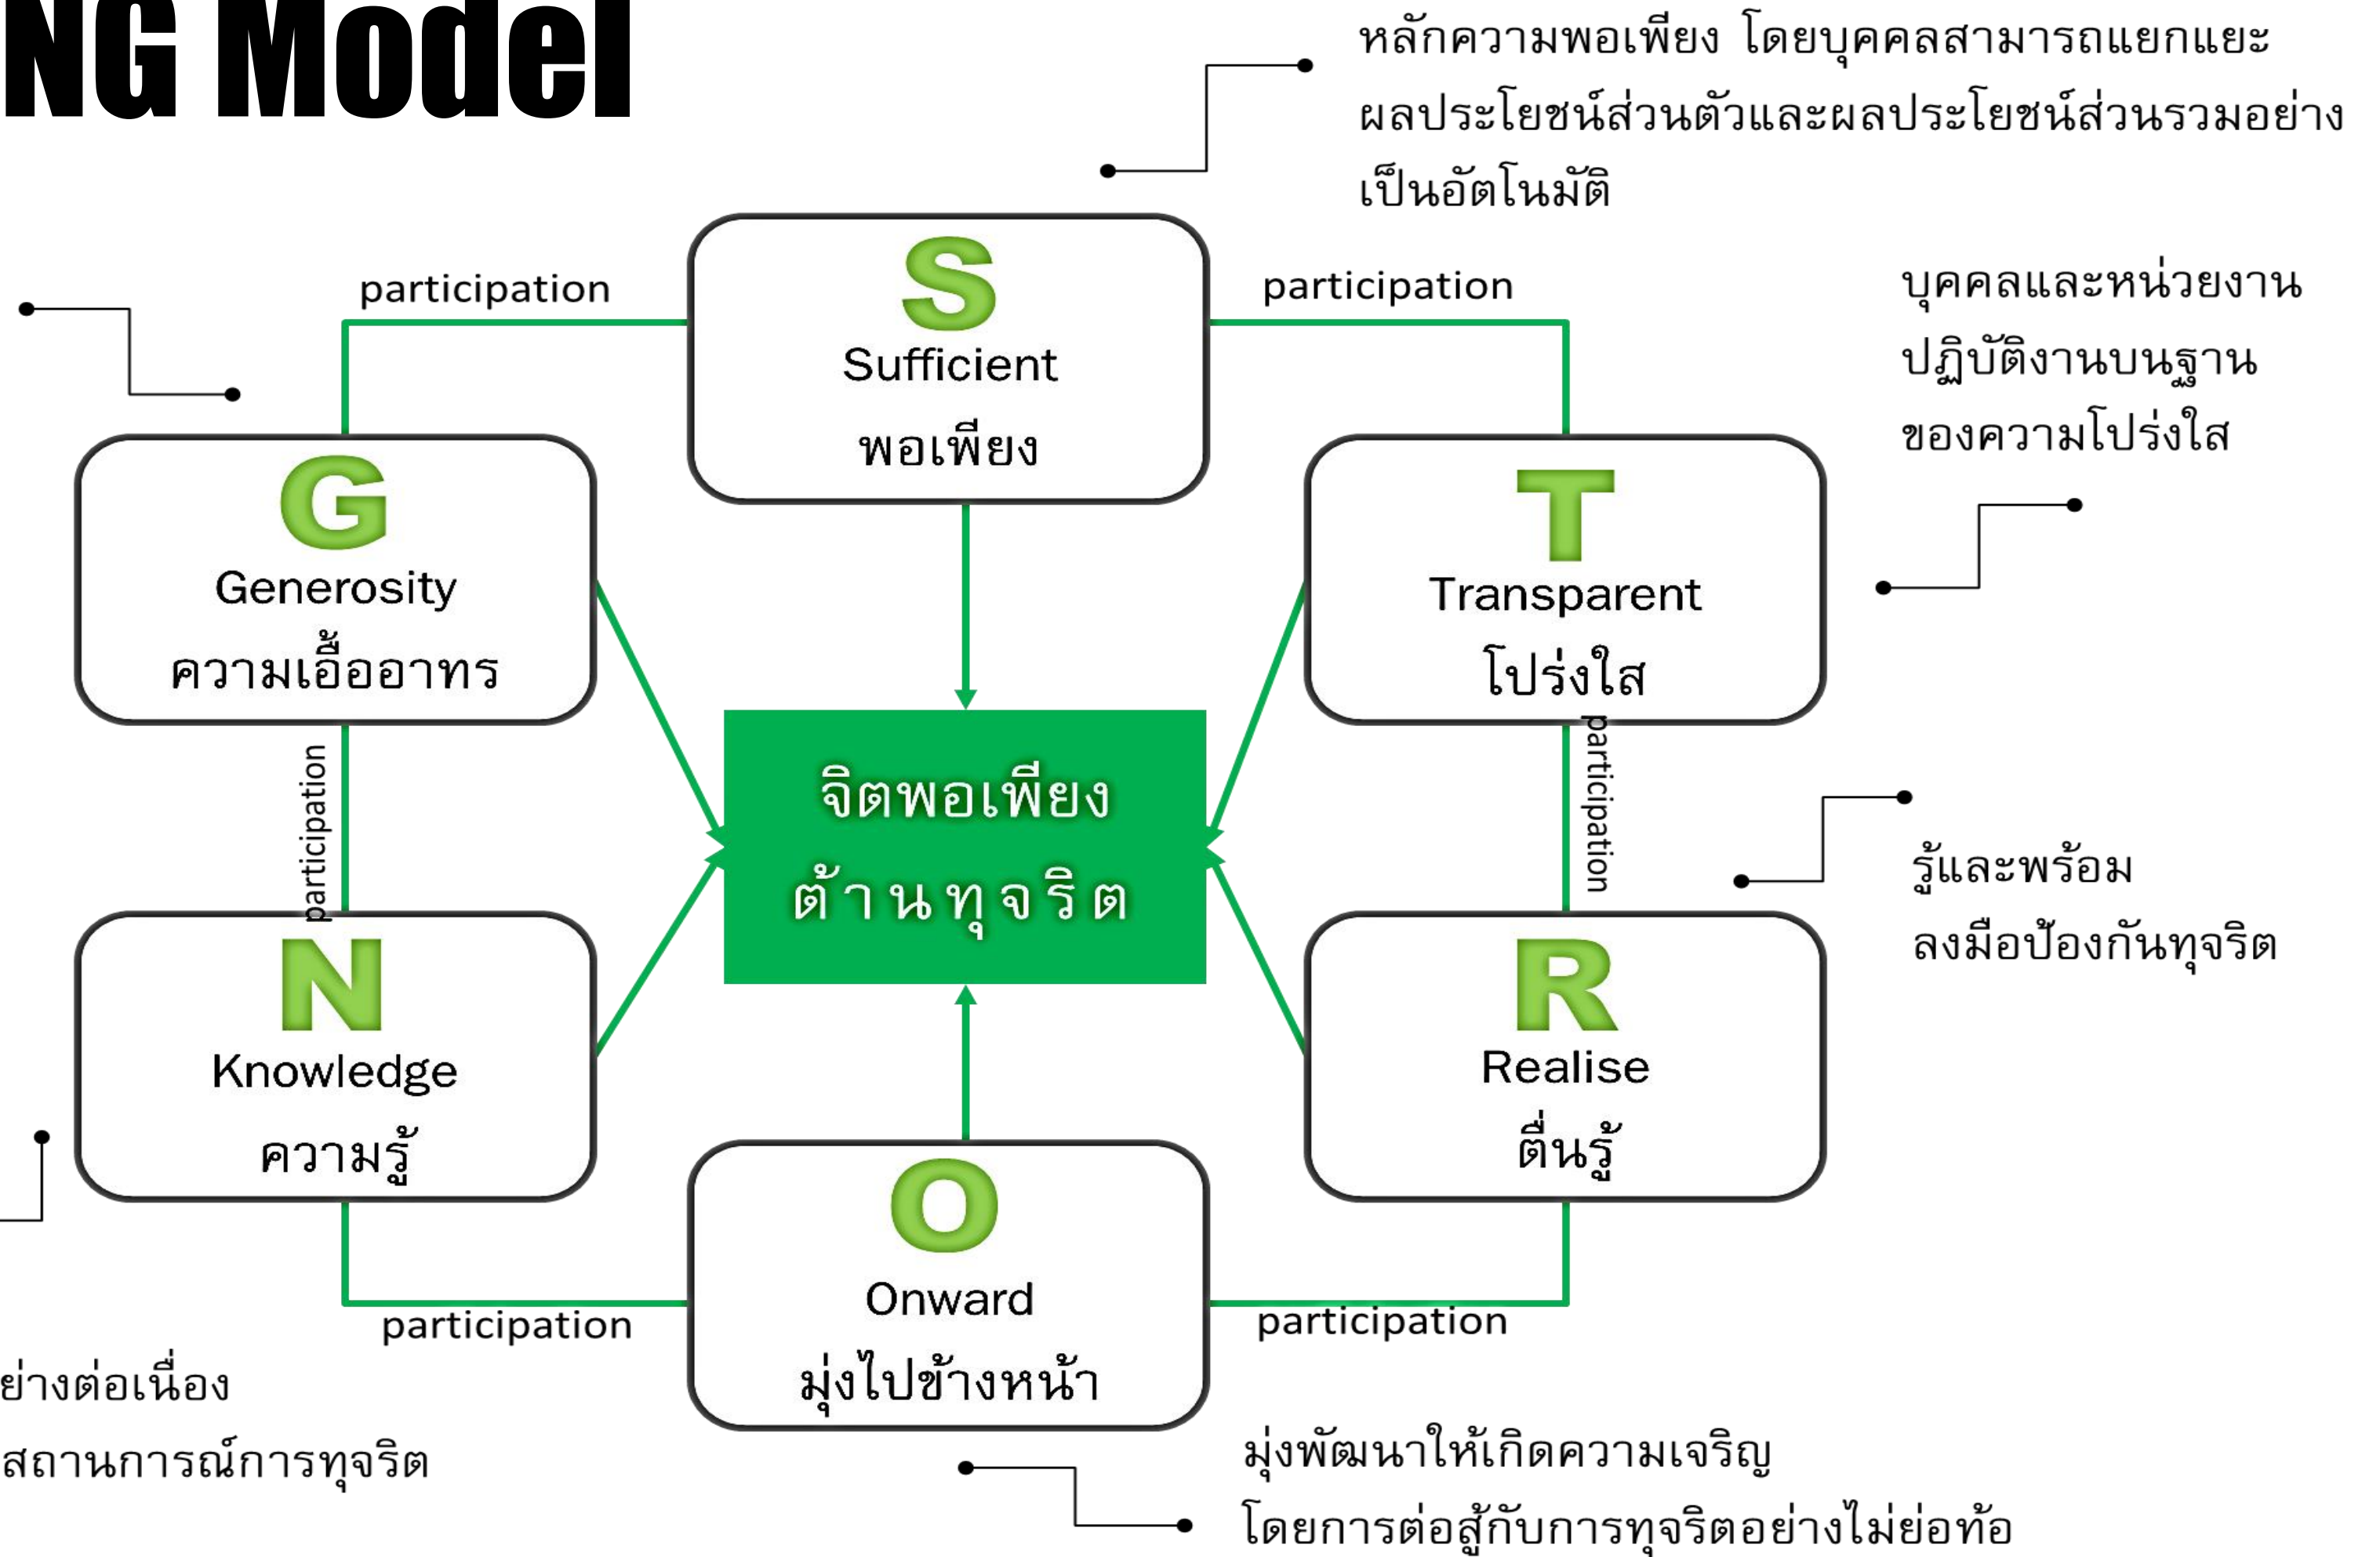 NG Model
หลักความพอเพียง โดยบุคคลสามารถแยกแยะ
ผลประโยชน์ส่วนตัวและผลประโยชน์ส่วนรวมอย่าง
เป็นอัตโนมัติ
participation
S
Sufficient
พอเพียง
participation
บุคคลและหน่วยงาน
ปฏิบัติงานบนฐาน
ของความโปร่งใส
G
Generosity
ความเอื้ออาทร
T
Transparent
โปร่งใส
participation
จิตพอเพียง
ต้านทุจริต
participation
รู้และพร้อม
ลงมือป้องกันทุจริต
N
Knowledge
ความรู้
R
Realise
ตื่นรู้
O
Onward
มุ่งไปข้างหน้า
participation
participation
ย่างต่อเนื่อง
สถานการณ์การทุจริต
มุ่งพัฒนาให้เกิดความเจริญ
โดยการต่อสู้กับการทุจริตอย่างไม่ย่อท้อ